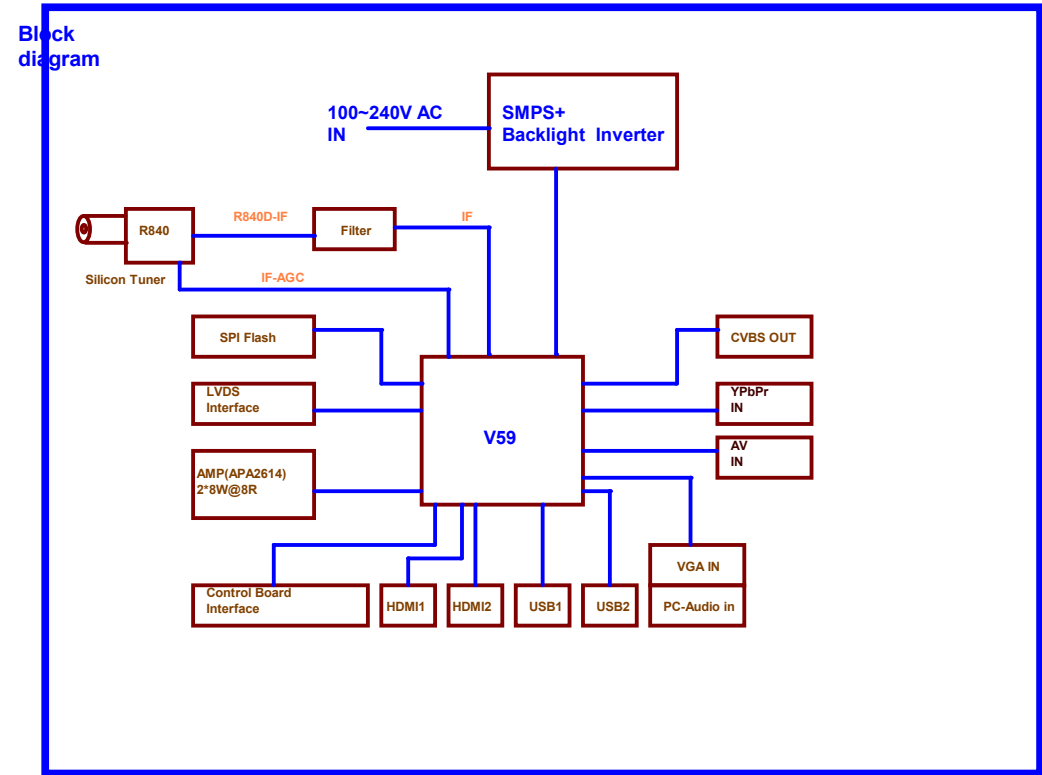 Block
diagram
100~240V AC
IN
SMPS+
Backlight Inverter
R840D-IF
IF
R840
Filter
Silicon Tuner
IF-AGC
SPI Flash
CVBS OUT
LVDS
Interface
YPbPr
IN
V59
AV
IN
AMP(APA2614)
2*8W@8R
VGA IN
Control Board
Interface
HDMI1
HDMI2
USB1
USB2
PC-Audio in